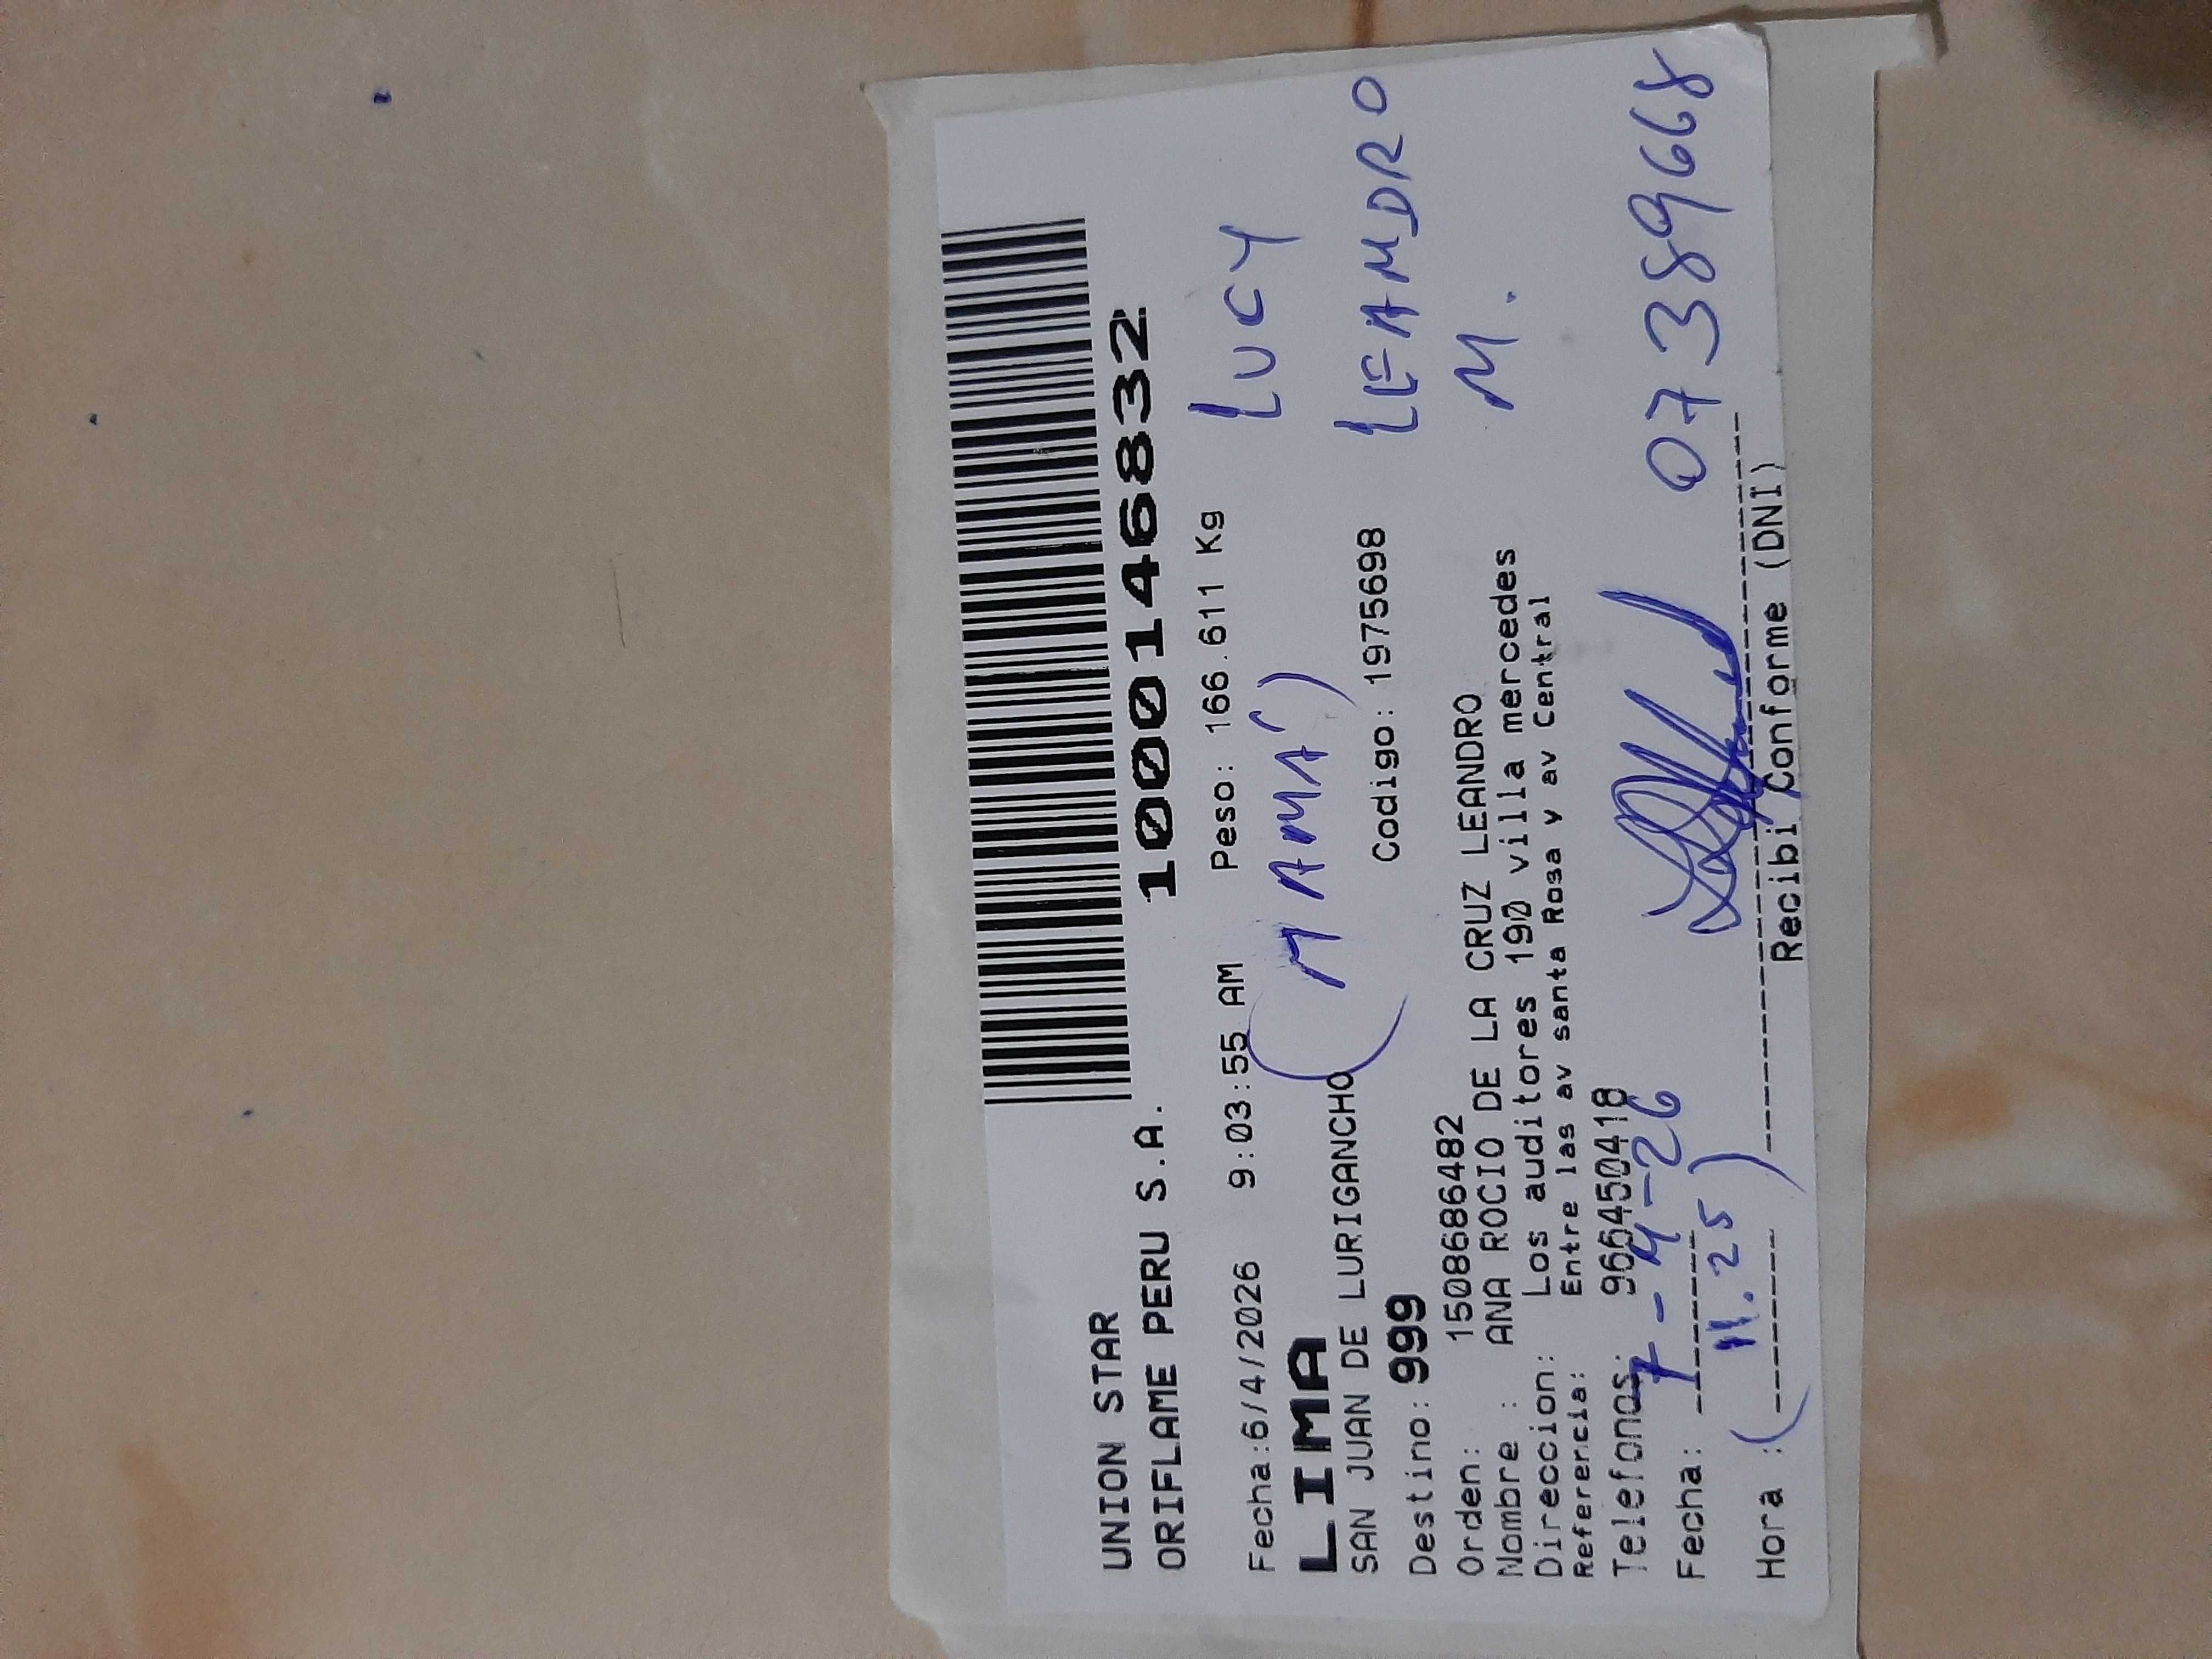 UNION STAR
ORIFLAME PERU S.A.
1000146832
Fecha:6/4/2026 9:03:55 AM Peso: 166.611 Kg
LUCY
LIMA
(MAMÁ)
SAN JUAN DE LURIGANCHO
Codigo: 1975698
LEANDRO
Destino: 999
M.
Orden: 1508686482
Nombre : ANA ROCIO DE LA CRUZ LEANDRO
Direccion: Los auditores 190 villa mercedes
Referencia: Entre las av santa Rosa y av Central
Telefonos: 966450418
Fecha: 7-4-26
07389668
Hora :( 11.25 )
Recibi Conforme (DNI)